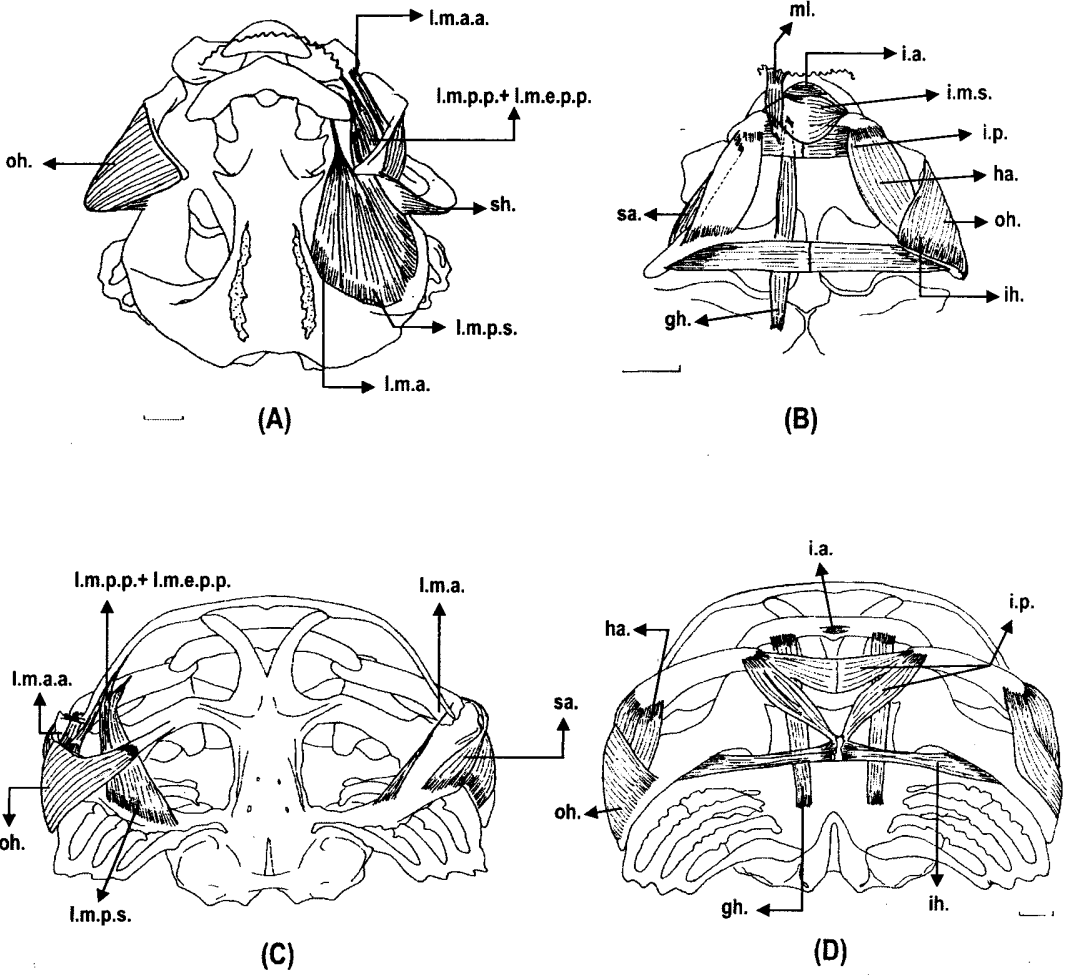 l.m.a.a.
l.m.p.p.+ l.m.e.p.p.
oh.
sh.
l.m.p.s.
l.m.a.
(A)
ml.
i.a.
i.m.s.
i.p.
ha.
sa.
oh.
ih.
gh.
(B)
l.m.p.p.+ l.m.e.p.p.
l.m.a.
l.m.a.a.
sa.
oh.
l.m.p.s.
(C)
i.a.
i.p.
ha.
oh.
gh.
ih.
(D)